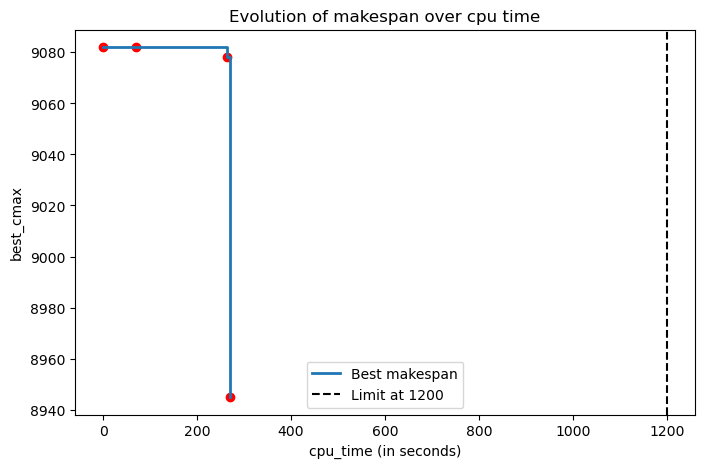 Evolution of makespan over cpu time
best_cmax
9080
9060
9040
9020
9000
8980
8960
8940
Best makespan
Limit at 1200
0 200 400 600 800 1000 1200
cpu_time (in seconds)